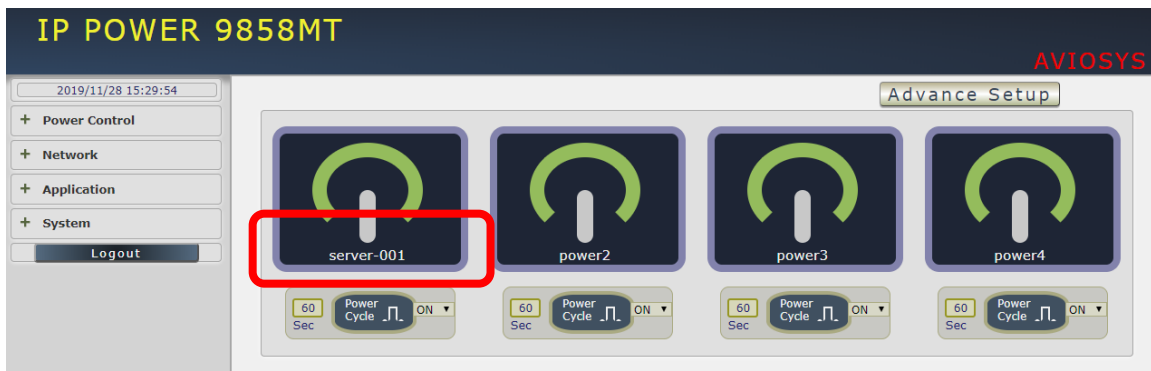 IP POWER 9858MT
AVIOSYS
2019/11/28 15:29:54
Advance Setup
+ Power Control
+ Network
+ Application
+ System
Logout
server-001
power2
power3
power4
60 Sec Power Cycle ON
60 Sec Power Cycle ON
60 Sec Power Cycle ON
60 Sec Power Cycle ON